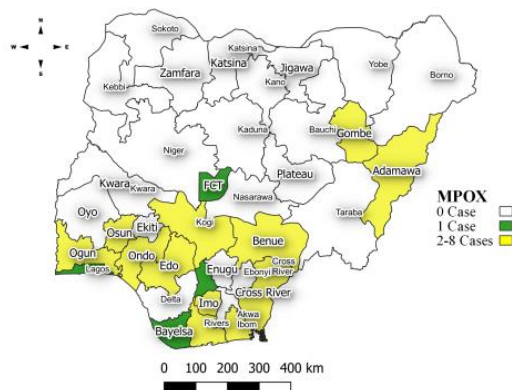 N
W E
S
Sokoto
Katsina
Katsina
Zamfara
Jigawa
Kano
Yobe
Borno
Kebbi
Kaduna
Bauchi
Gombe
Niger
Plateau
Adamawa
FCT
Nasarawa
Kwara
Kwara
Taraba
Oyo
Ekiti
Kogi
Osun
Benue
Ogun
Lagos
Ondo
Edo
Enugu
Ebonyi
Cross
River
Cross River
Delta
Imo
Akwa
Ibom
Rivers
Bayelsa
MPOX
0 Case
1 Case
2-8 Cases
0 100 200 300 400 km